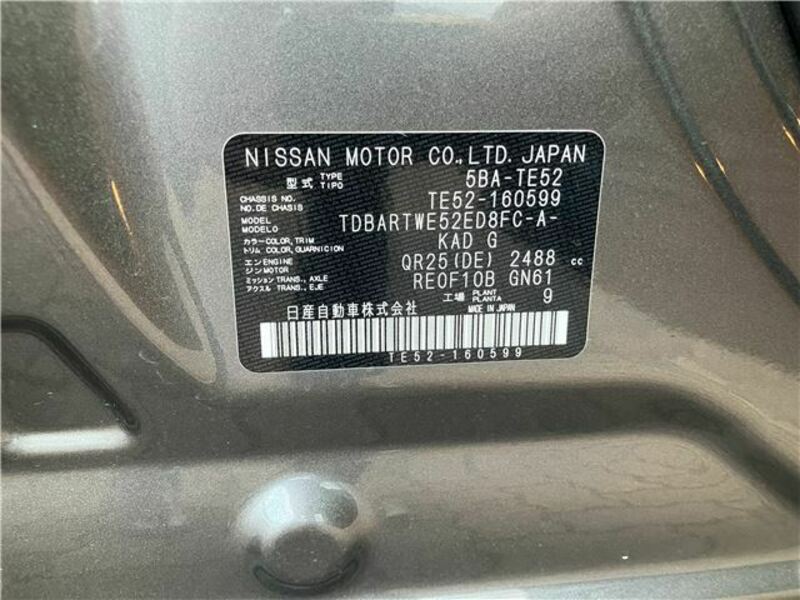 NISSAN MOTOR CO.,LTD. JAPAN
型式 TYPE TIPO 5BA-TE52
CHASSIS NO. NO. DE CHASIS TE52-160599
MODEL MODELO TDBARTWE52ED8FC-A-
カラー COLOR, TRIM トリム COLOR, GUARNICION KAD G
エンジン ENGINE MOTOR QR25(DE) 2488 cc
ミッション TRANS., AXLE アクスル TRANS., EJE RE0F10B GN61
工場 PLANT PLANTA 9
日産自動車株式会社 MADE IN JAPAN
TE52-160599